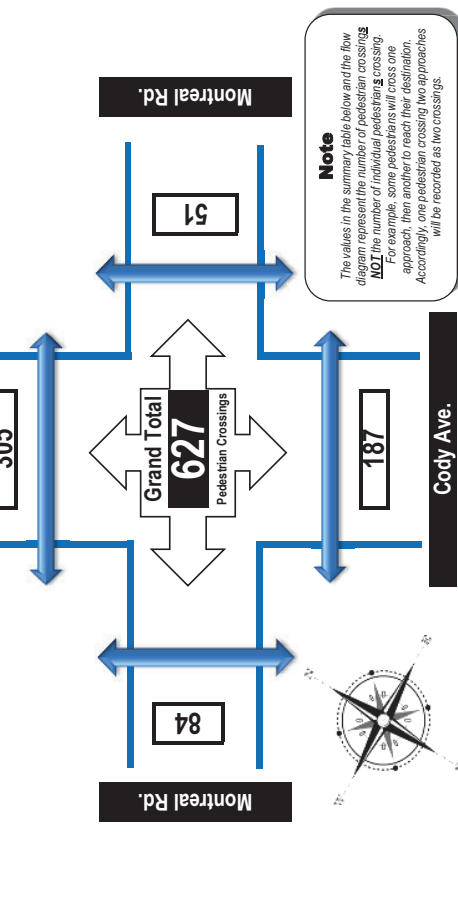 Montreal Rd.
51
Note
The values in the summary table below and the flow
diagram represent the number of pedestrian crossings
NOT the number of individual pedestrians crossing.
For example, some pedestrians will cross one
approach, then another to reach their destination.
Accordingly, one pedestrian crossing two approaches
will be recorded as two crossings.
305
Grand Total
627
Pedestrian Crossings
187
Cody Ave.
84
Montreal Rd.